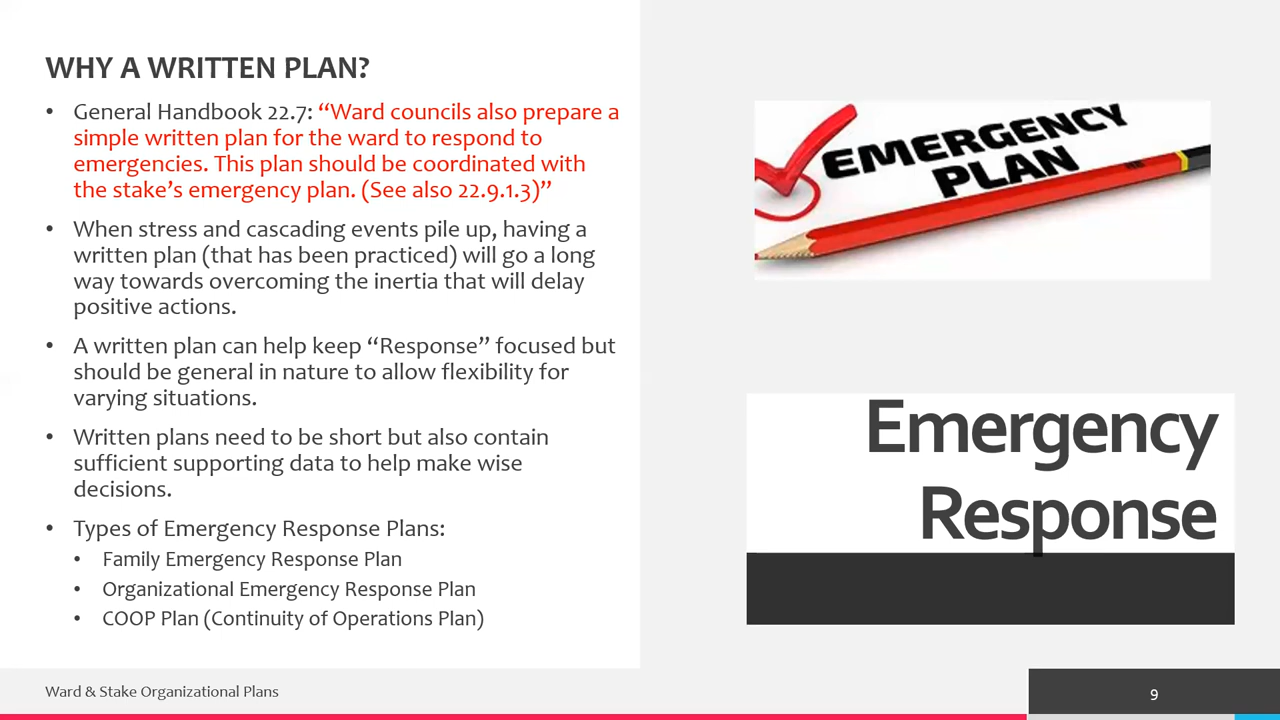 WHY A WRITTEN PLAN?
• General Handbook 22.7: “Ward councils also prepare a
simple written plan for the ward to respond to
emergencies. This plan should be coordinated with
the stake’s emergency plan. (See also 22.9.1.3)”
• When stress and cascading events pile up, having a
written plan (that has been practiced) will go a long
way towards overcoming the inertia that will delay
positive actions.
• A written plan can help keep “Response” focused but
should be general in nature to allow flexibility for
varying situations.
• Written plans need to be short but also contain
sufficient supporting data to help make wise
decisions.
• Types of Emergency Response Plans:
• Family Emergency Response Plan
• Organizational Emergency Response Plan
• COOP Plan (Continuity of Operations Plan)
EMERGENCY
PLAN
Emergency
Response
Ward & Stake Organizational Plans
9